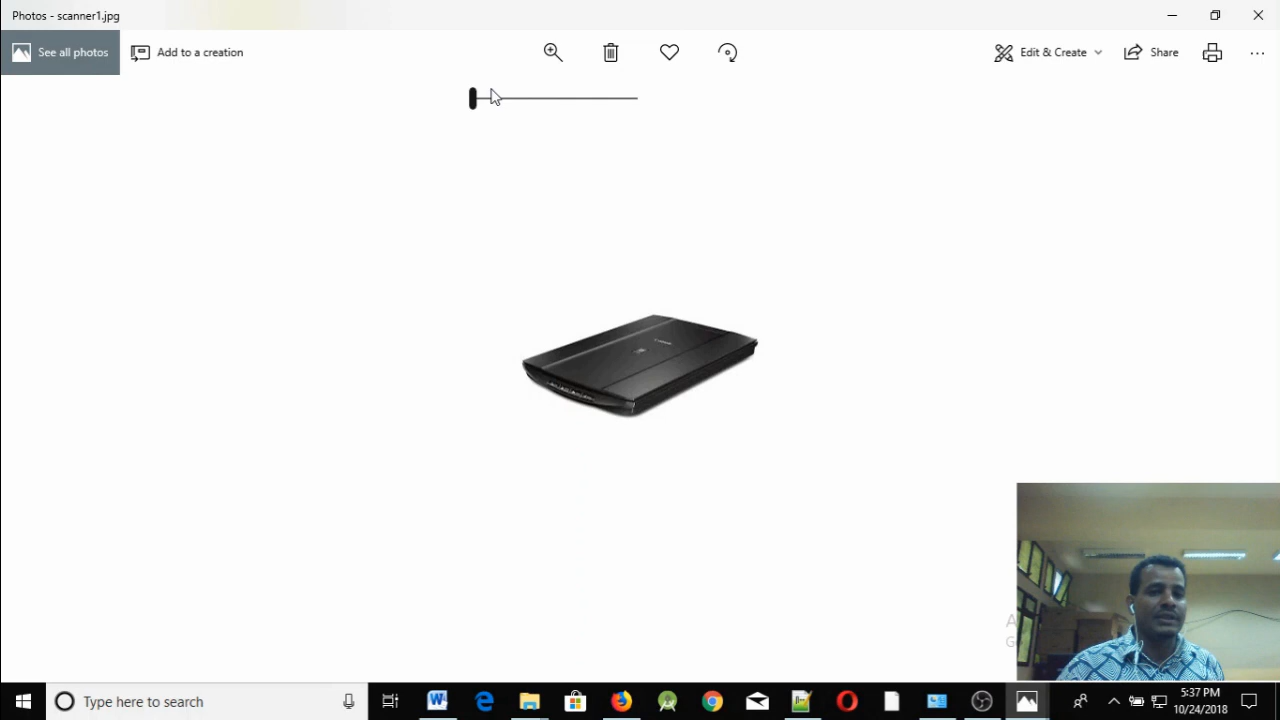 Photos - scanner1.jpg
See all photos
Add to a creation
Edit & Create
Share
Type here to search
5:37 PM
10/24/2018